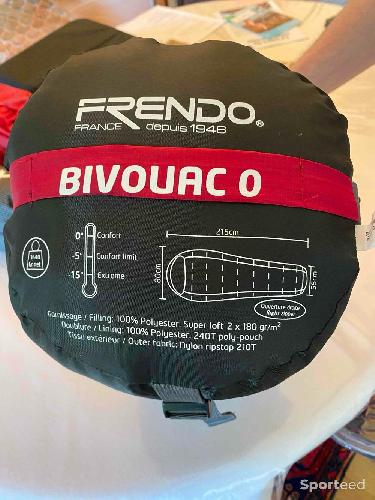 FRENDO®
FRANCE depuis 1946
BIVOUAC 0
0° Confort
-5° Confort limit
-15° Extreme
215cm
80cm
Garnissage / Filling: 100% Polyester. Super loft 2 x 180 gr/m²
Doublure / Lining: 100% Polyester. 240T poly-pouch
Tissu extérieur / Outer fabric: Nylon ripstop 210T
Sporteed